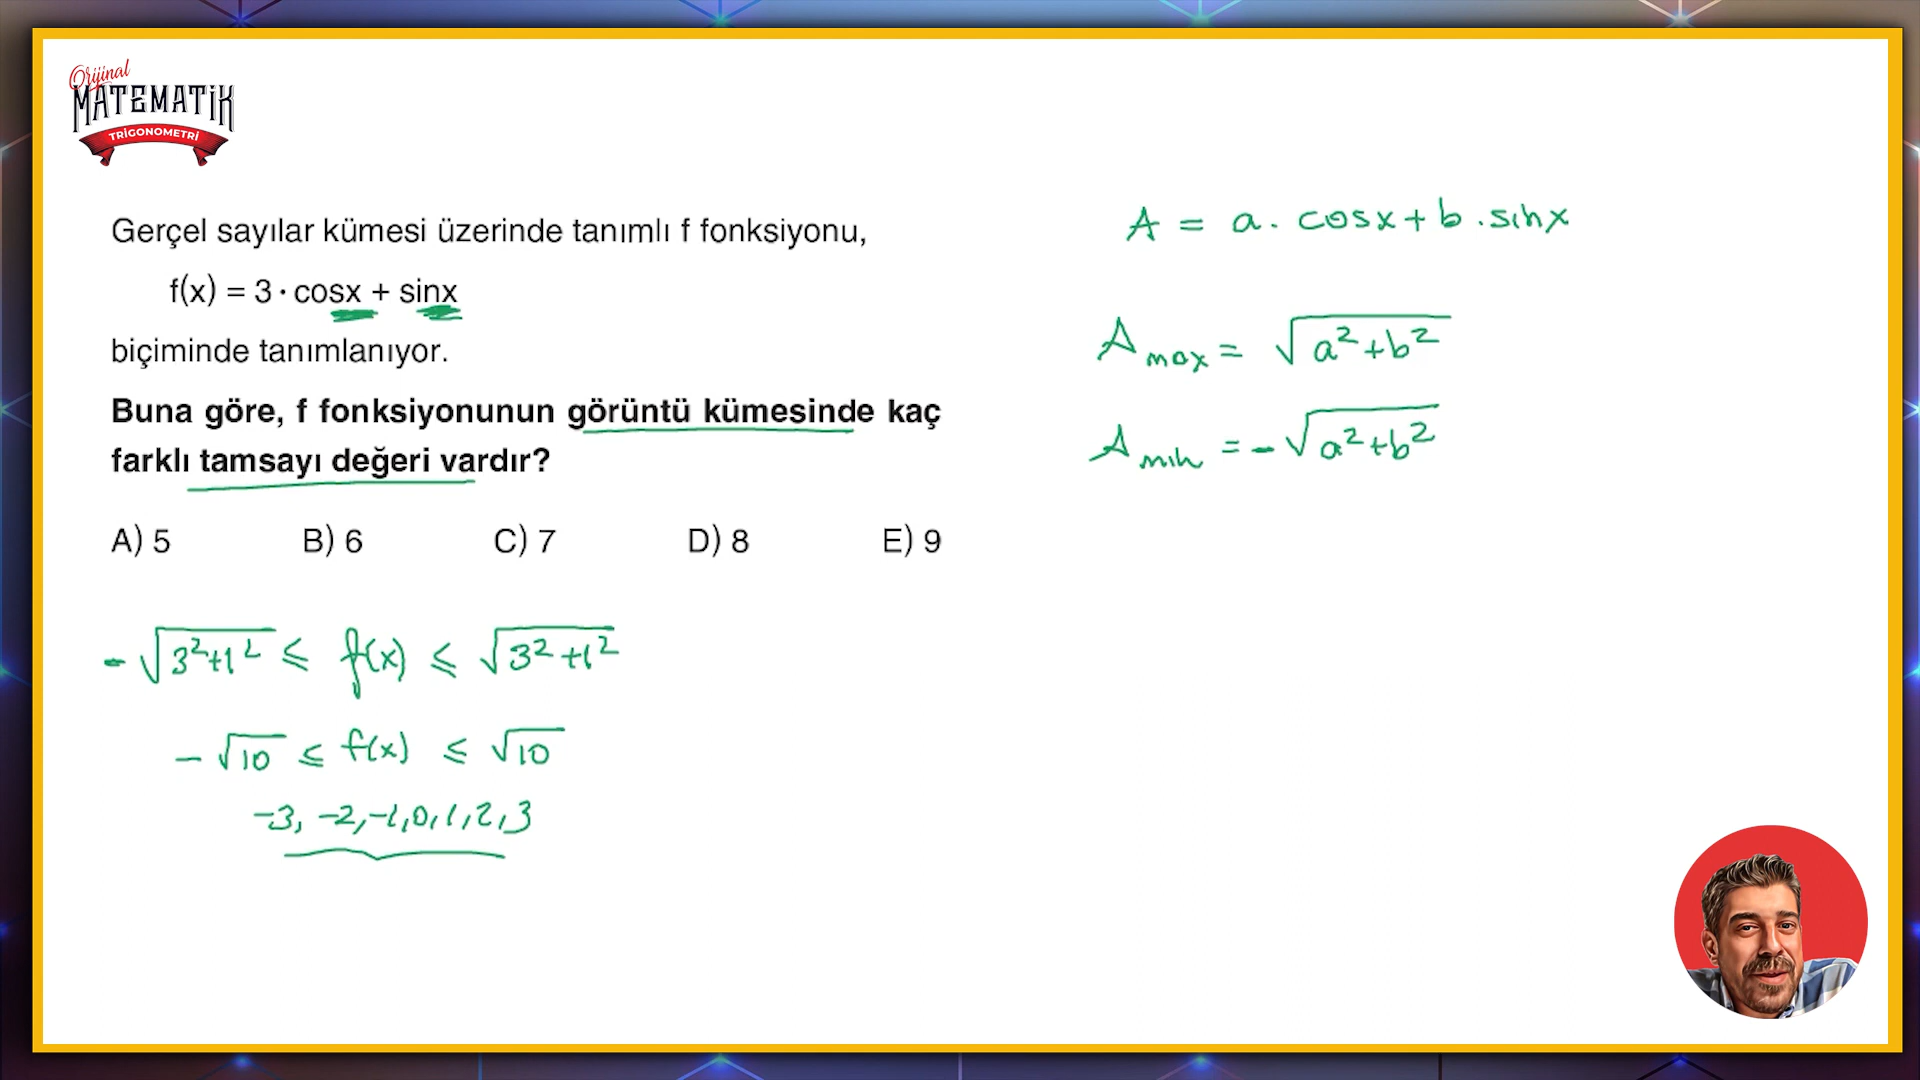 Orijinal
MATEMATİK
TRİGONOMETRİ
Gerçel sayılar kümesi üzerinde tanımlı f fonksiyonu,
f(x) = 3 · cosx + sinx
biçiminde tanımlanıyor.
Buna göre, f fonksiyonunun görüntü kümesinde kaç
farklı tamsayı değeri vardır?
A) 5 B) 6 C) 7 D) 8 E) 9
-√(3²+1²) ≤ f(x) ≤ √(3²+1²)
-√10 ≤ f(x) ≤ √10
-3, -2, -1, 0, 1, 2, 3
A = a. cosx + b . sinx
A max = √(a²+b²)
A min = -√(a²+b²)